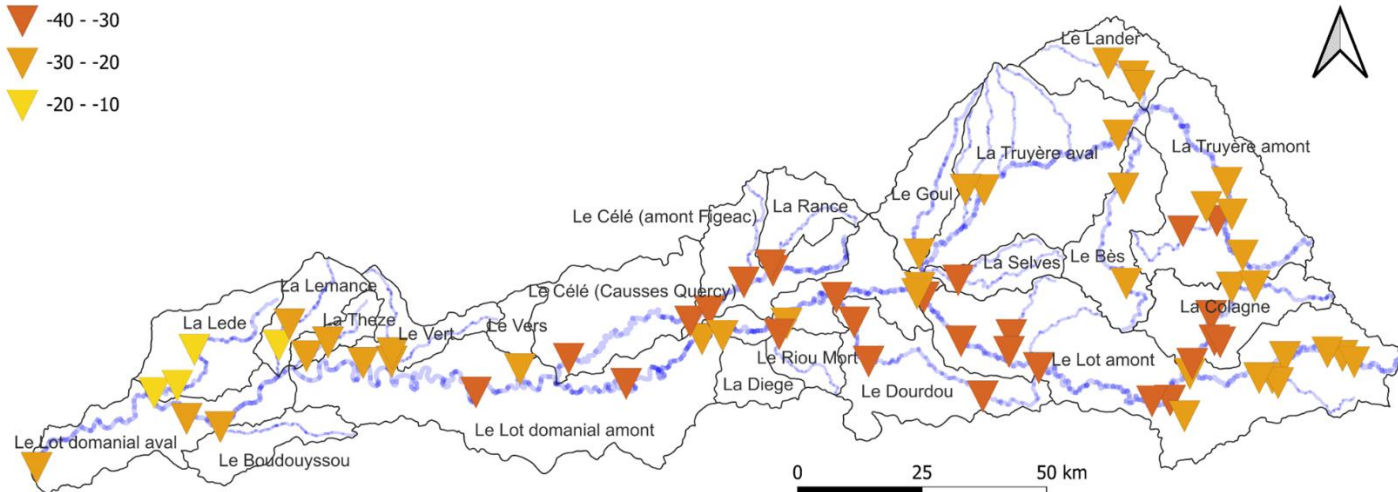 -40 - -30
-30 - -20
-20 - -10
Le Lander
La Truyère aval
La Truyère amont
Le Goul
La Rance
Le Célé (amont Figeac)
La Selves
Le Bès
La Lemance
Le Célé (Causses Quercy)
La Colagne
La Lede
La Theze
Le Vert
Le Vers
Le Riou Mort
Le Lot amont
La Diege
Le Dourdou
Le Lot domanial amont
Le Lot domanial aval
Le Boudouyssou
0 25 50 km